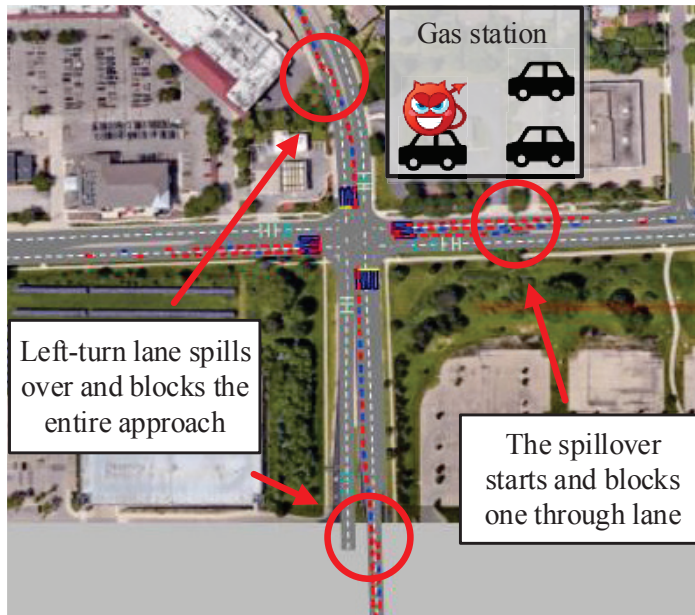 Gas station
Left-turn lane spills
over and blocks the
entire approach
The spillover
starts and blocks
one through lane